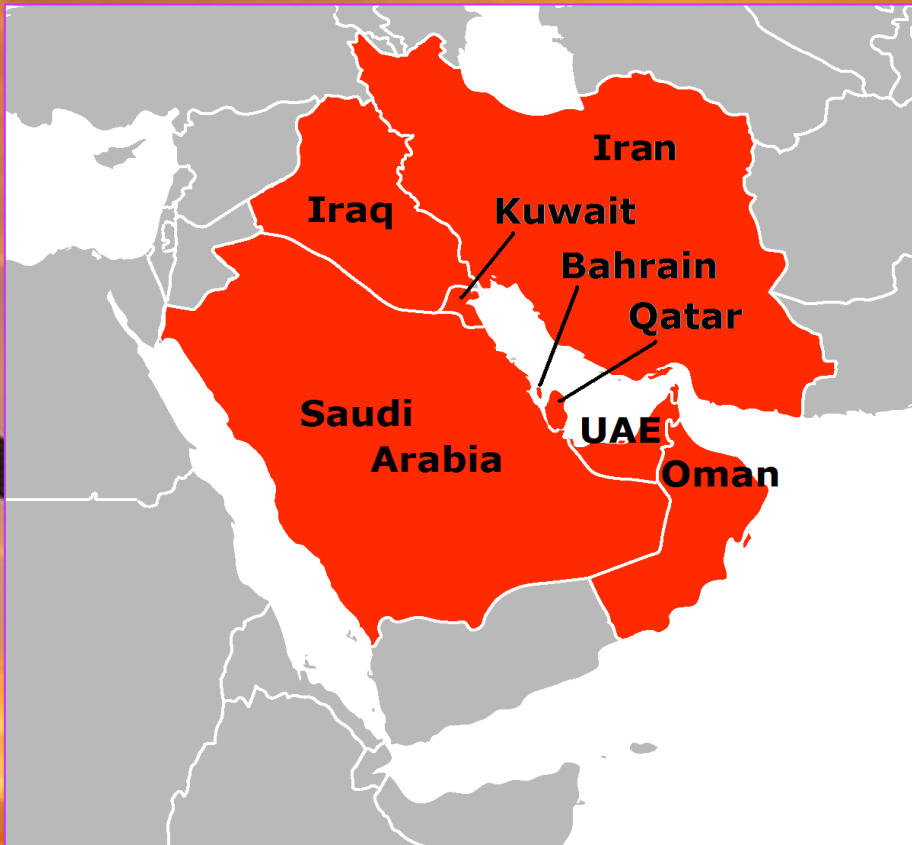 Iran
Iraq
Kuwait
Bahrain
Qatar
Saudi
Arabia
UAE
Oman